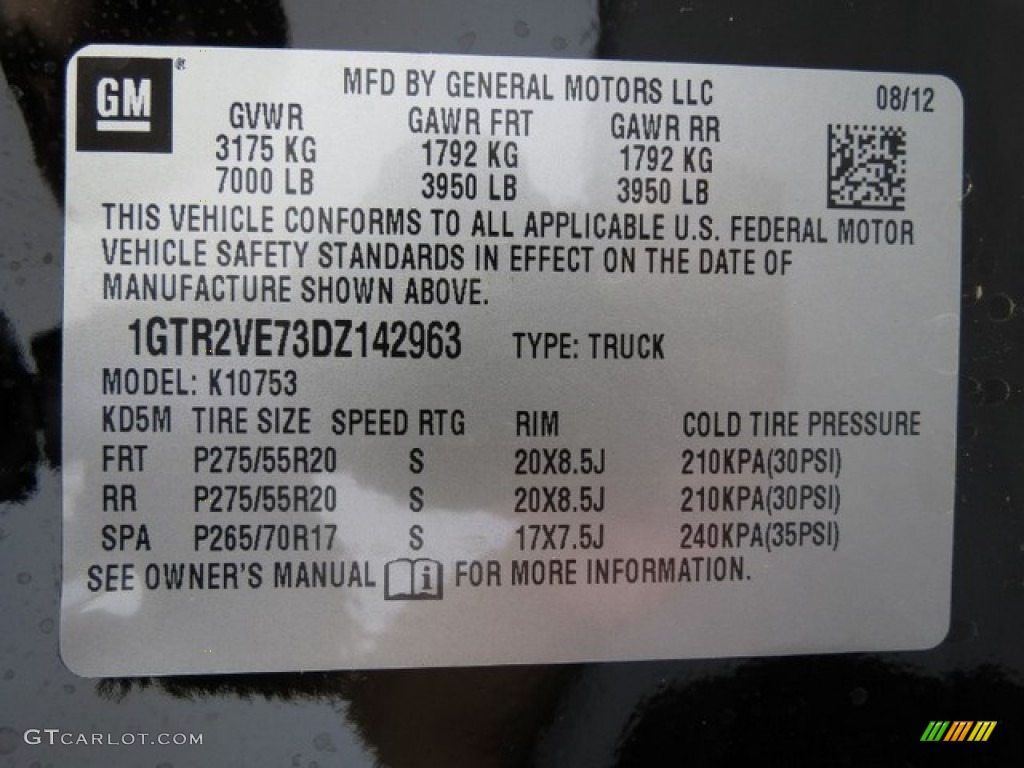 GM®
MFD BY GENERAL MOTORS LLC
08/12
GVWR GAWR FRT GAWR RR
3175 KG 1792 KG 1792 KG
7000 LB 3950 LB 3950 LB
THIS VEHICLE CONFORMS TO ALL APPLICABLE U.S. FEDERAL MOTOR
VEHICLE SAFETY STANDARDS IN EFFECT ON THE DATE OF
MANUFACTURE SHOWN ABOVE.
1GTR2VE73DZ142963 TYPE: TRUCK
MODEL: K10753
KD5M TIRE SIZE SPEED RTG RIM COLD TIRE PRESSURE
FRT P275/55R20 S 20X8.5J 210KPA(30PSI)
RR P275/55R20 S 20X8.5J 210KPA(30PSI)
SPA P265/70R17 S 17X7.5J 240KPA(35PSI)
SEE OWNER'S MANUAL i FOR MORE INFORMATION.
GTCARLOT.COM